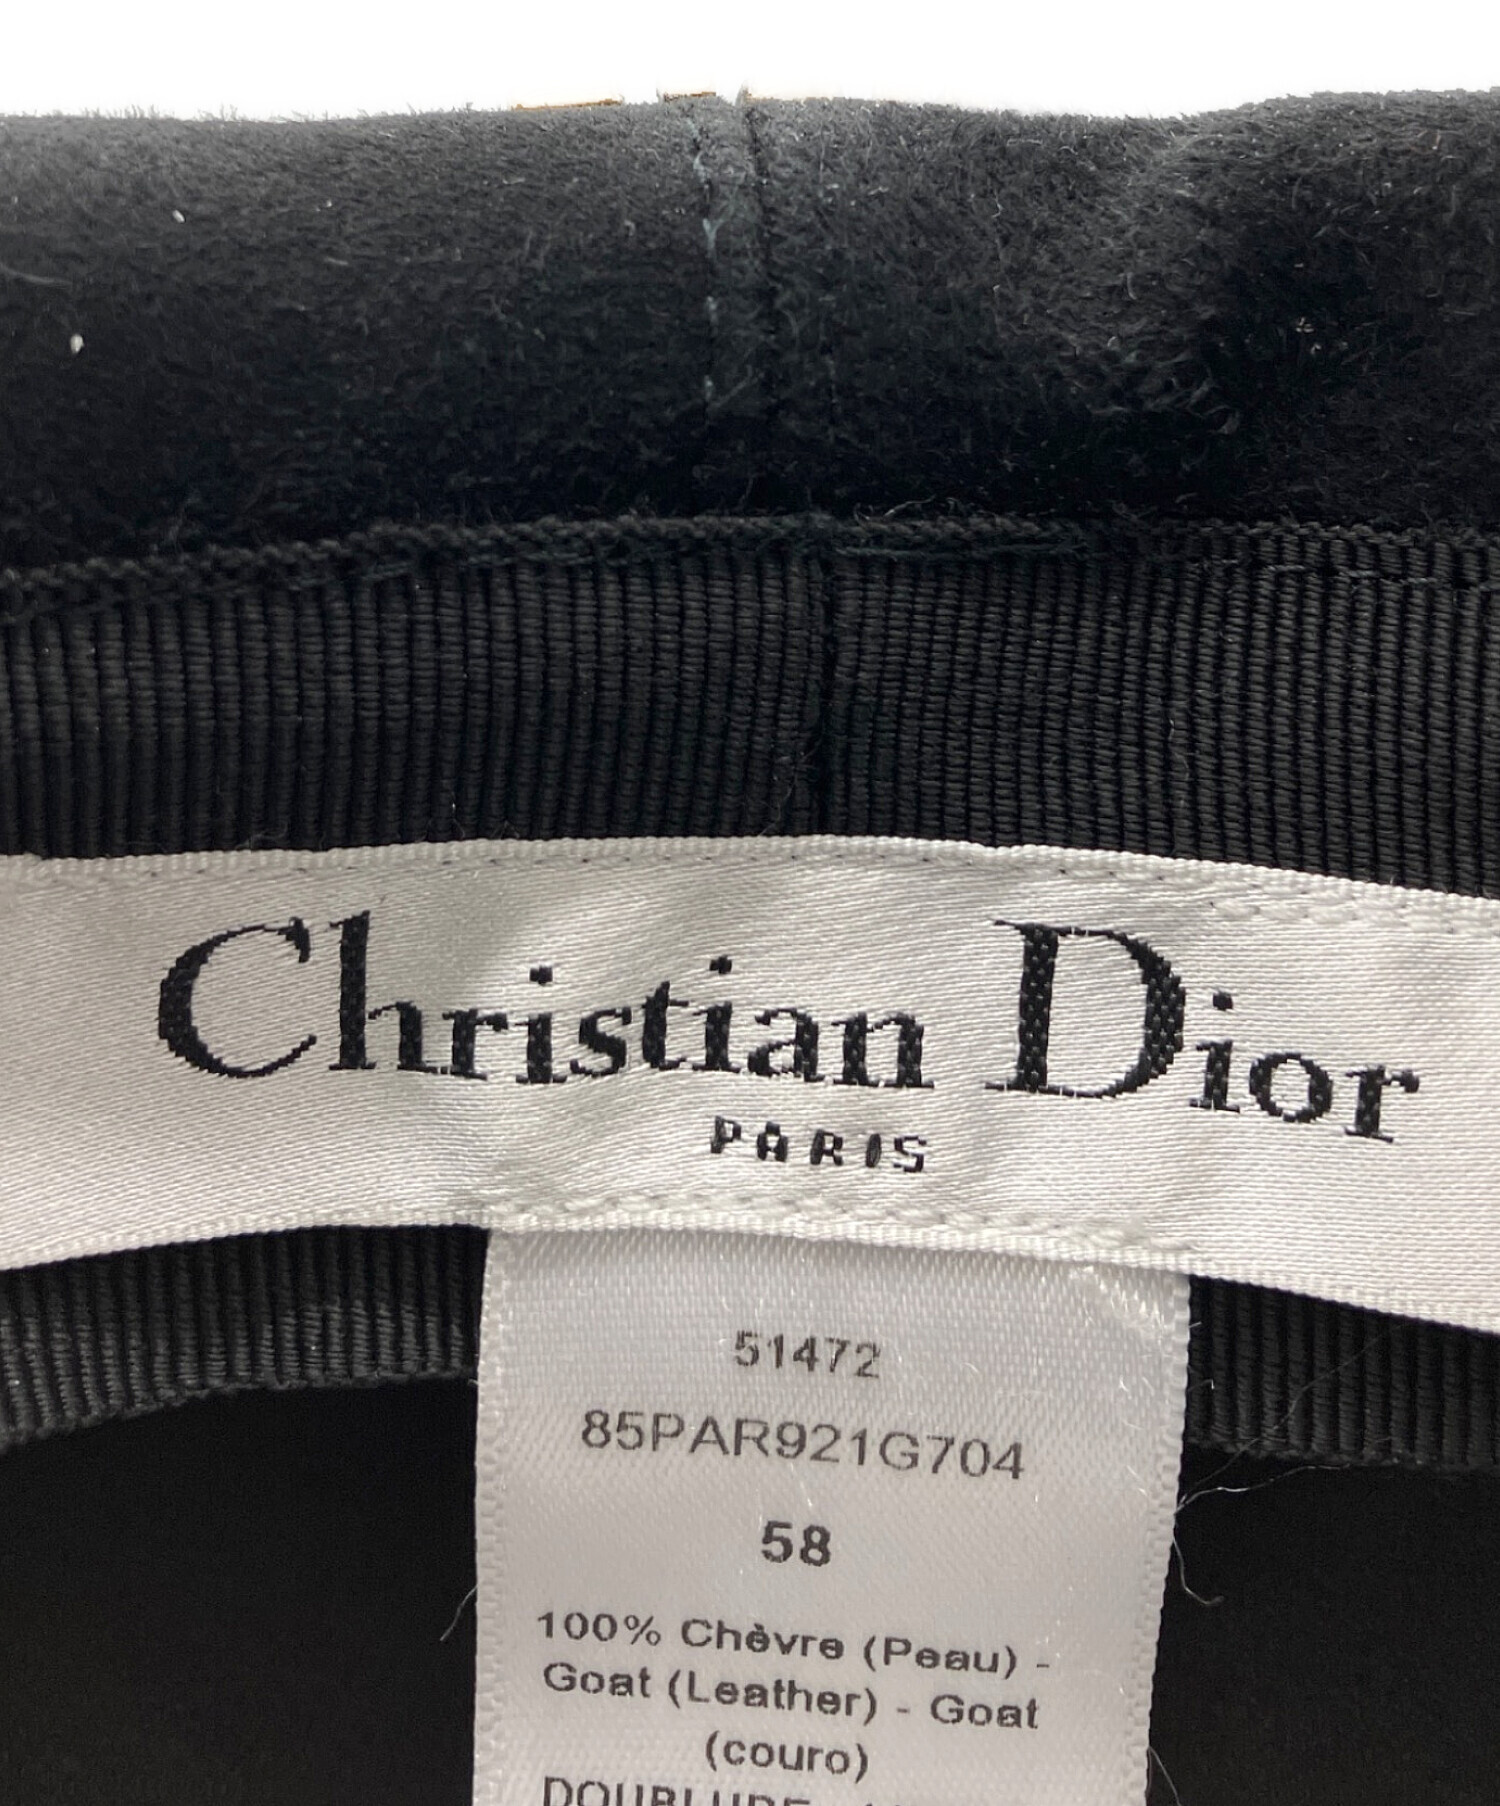 Christian Dior
PARIS
51472
85PAR921G704
58
100% Chèvre (Peau) -
Goat (Leather) - Goat
(couro)